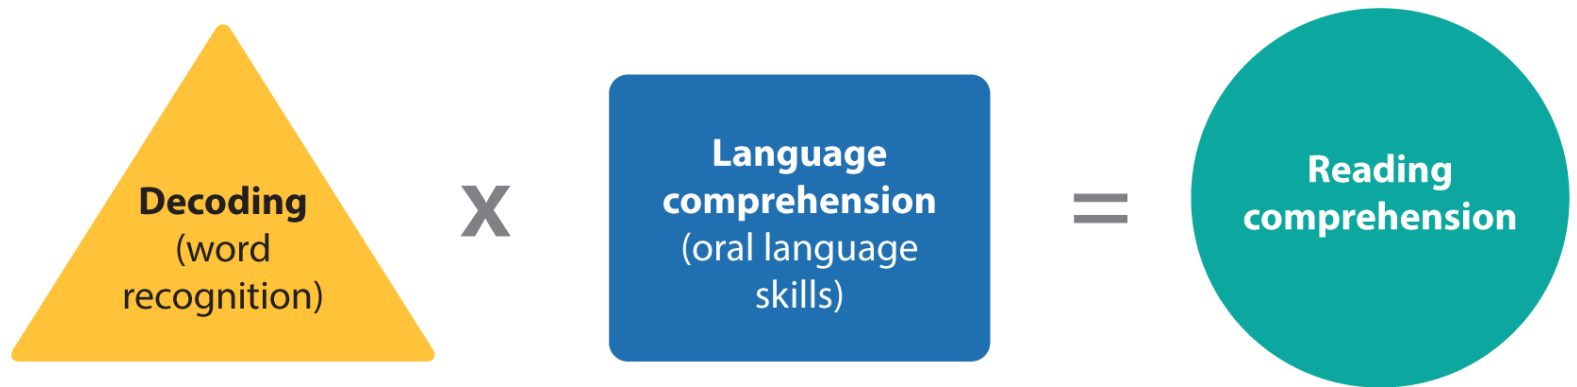 Decoding
(word
recognition)
x
Language
comprehension
(oral language
skills)
=
Reading
comprehension